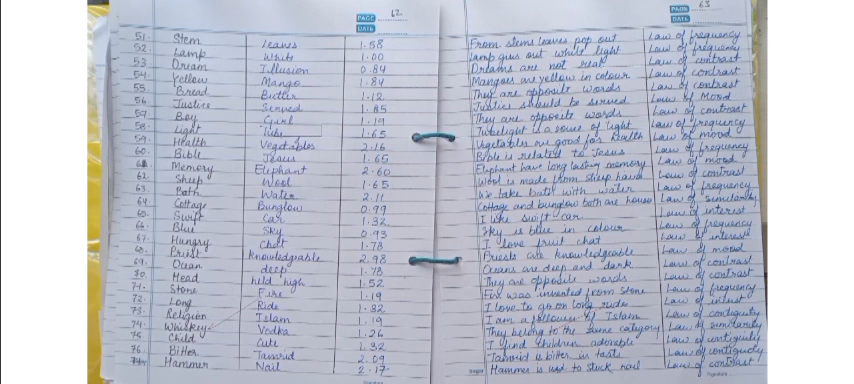 PAGE 62
DATE
PAGE 63
DATE
51. Stem Leaves 1.58 From stems leaves pop out Law of frequency
52. Lamp White 1.00 Lamp gives out white light Law of frequency
53 Dream Illusion 0.84 Dreams are not real Law of contrast
54. Yellow Mango 1.84 Mangoes are yellow in colour Law of contrast
55. Bread Butter 1.12 They are opposite words Law of contrast
56. Justice Served 1.85 Justice should be served Law of Mood
57. Boy Girl 1.19 They are opposite words Law of contrast
58. Light Tube 1.65 Tubelight is a source of light Law of frequency
59. Health Vegetables 2.16 Vegetables are good for health Law of mood
60. Bible Jesus 1.65 Bible is related to Jesus Law of frequency
61. Memory Elephant 2.60 Elephant have long lasting memory Law of mood
62. Sheep Wool 1.65 Wool is made from sheep Law of contrast
63. Bath Water 2.11 We take bath with water Law of frequency
64. Cottage Bunglow 0.99 Cottage and bunglow both are house Law of similarity
65. Swift Car 1.32 I like swift car Law of interest
66. Blue Sky 0.93 Sky is blue in colour Law of frequency
67. Hungry Chat 1.78 I love fruit chat Law of interest
68. Priest knowledgable 2.98 Priests are knowledgeable Law of mood
69. Ocean deep 1.78 Oceans are deep and dark Law of contrast
70. Head held high 1.52 They are opposite words Law of contrast
71. Stone Fire 1.19 Fire was invented from Stone Law of frequency
72. Long Ride 1.32 I love to go on long ride Law of
73. Religion Islam 1.19 I am a follower of Islam Law of contiguity
74. Whiskey Vodka 1.26 They belong to the same category Law of similarity
75. Child Cute 1.32 I find children adorable Law of contiguity
76. Bitter 2.09 is bitter in taste Law of contiguity
Hammer Nail 2.17 Hammer is used to stuck nail Law of contrast